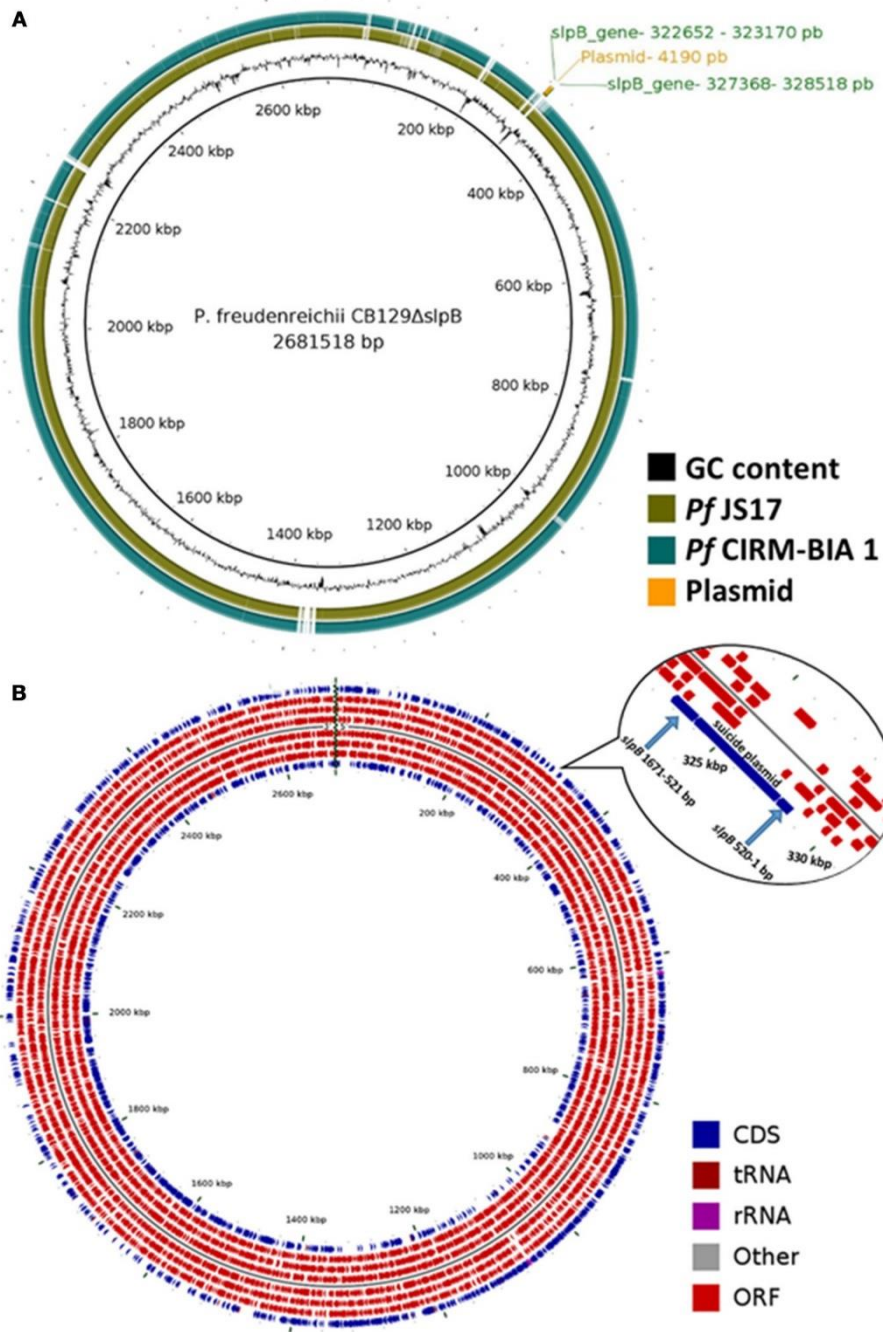 A
slpB_gene- 322652 - 323170 pb
Plasmid- 4190 pb
slpB_gene- 327368- 328518 pb
2600 kbp
200 kbp
2400 kbp
400 kbp
2200 kbp
600 kbp
P. freudenreichii CB129ΔslpB
2681518 bp
2000 kbp
800 kbp
1800 kbp
1000 kbp
1600 kbp
1200 kbp
1400 kbp
GC content
Pf JS17
Pf CIRM-BIA 1
Plasmid
B
slpB 1671-521 bp
suicide plasmid
325 kbp
slpB 520-1 bp
330 kbp
2600 kbp
200 kbp
2400 kbp
400 kbp
2200 kbp
600 kbp
2000 kbp
800 kbp
1800 kbp
1000 kbp
1600 kbp
1200 kbp
1400 kbp
CDS
tRNA
rRNA
Other
ORF